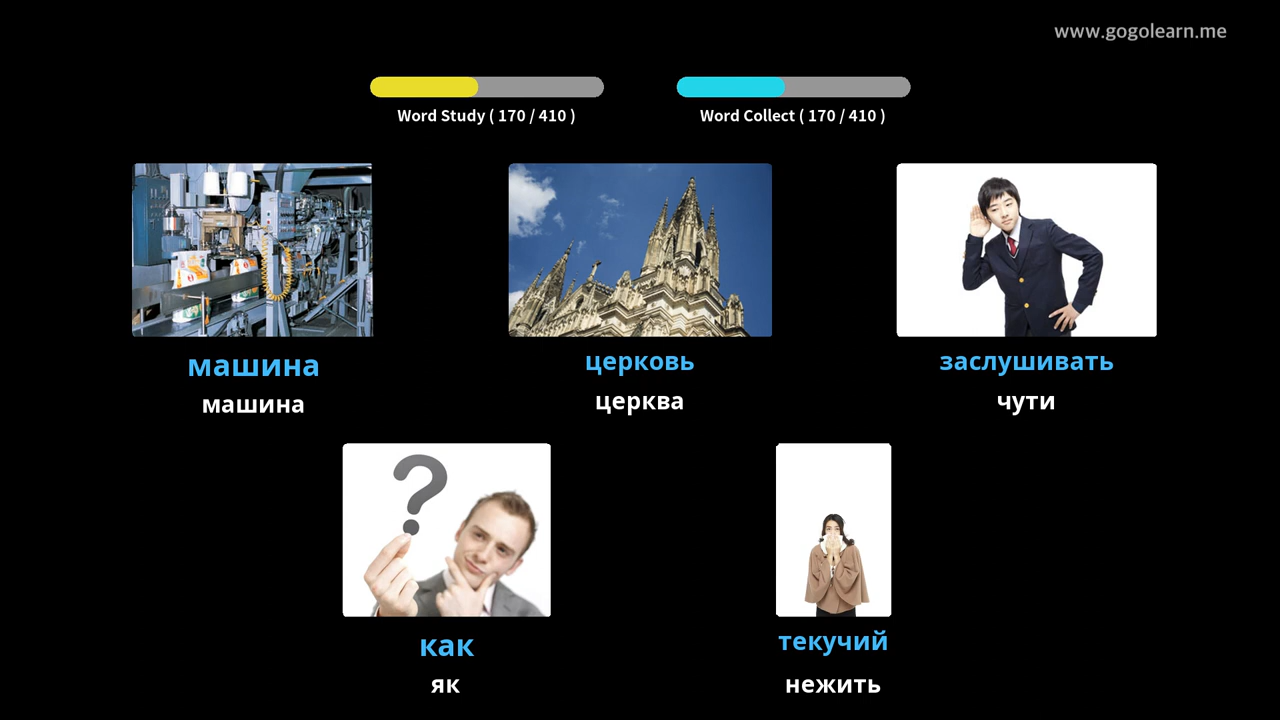 www.gogolearn.me
Word Study ( 170 / 410 )
Word Collect ( 170 / 410 )
машина
машина
церковь
церква
заслушивать
чути
как
як
текучий
нежить